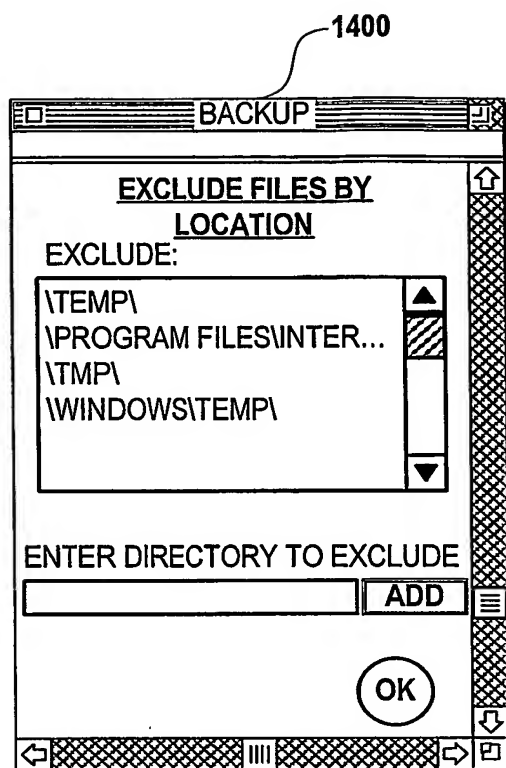 1400
BACKUP
EXCLUDE FILES BY
LOCATION
EXCLUDE:
\TEMP\
\PROGRAM FILES\INTER...
\TMP\
\WINDOWS\TEMP\
ENTER DIRECTORY TO EXCLUDE
ADD
OK